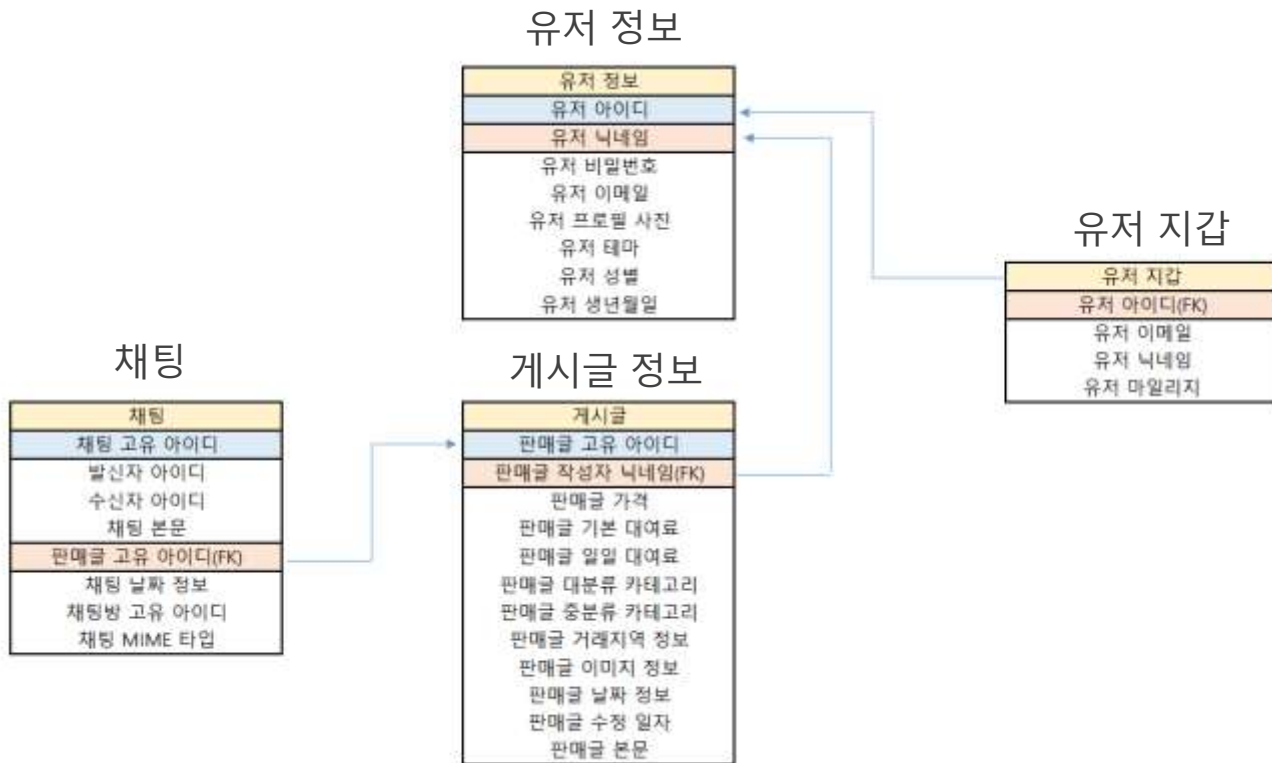 유저 정보
유저 정보
유저 아이디
유저 닉네임
유저 비밀번호
유저 이메일
유저 프로필 사진
유저 테마
유저 성별
유저 생년월일
유저 지갑
유저 지갑
유저 아이디(FK)
유저 이메일
유저 닉네임
유저 마일리지
채팅
채팅
채팅 고유 아이디
발신자 아이디
수신자 아이디
채팅 본문
판매글 고유 아이디(FK)
채팅 날짜 정보
채팅방 고유 아이디
채팅 MIME 타입
게시글 정보
게시글
판매글 고유 아이디
판매글 작성자 닉네임(FK)
판매글 가격
판매글 기본 대여료
판매글 일일 대여료
판매글 대분류 카테고리
판매글 중분류 카테고리
판매글 거래지역 정보
판매글 이미지 정보
판매글 날짜 정보
판매글 수정 일자
판매글 본문